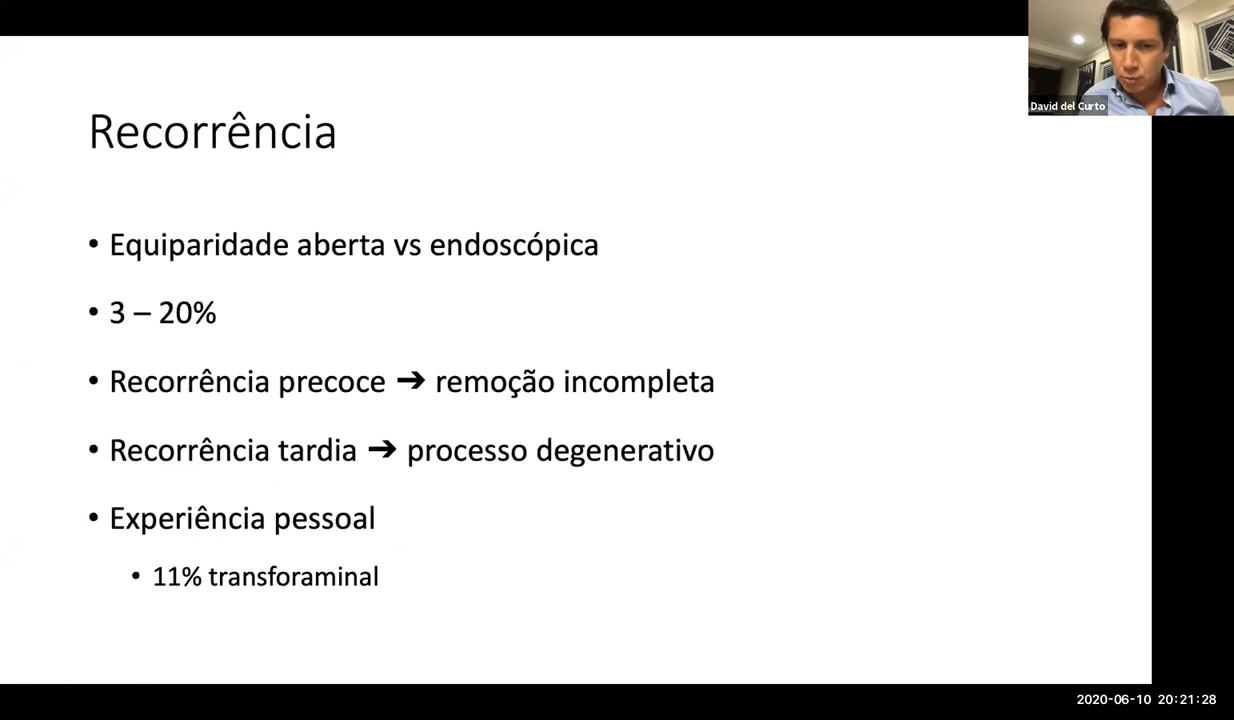 David del Curto
Recorrência
• Equiparidade aberta vs endoscópica
• 3 – 20%
• Recorrência precoce ➔ remoção incompleta
• Recorrência tardia ➔ processo degenerativo
• Experiência pessoal
• 11% transforaminal
2020-06-10 20:21:28